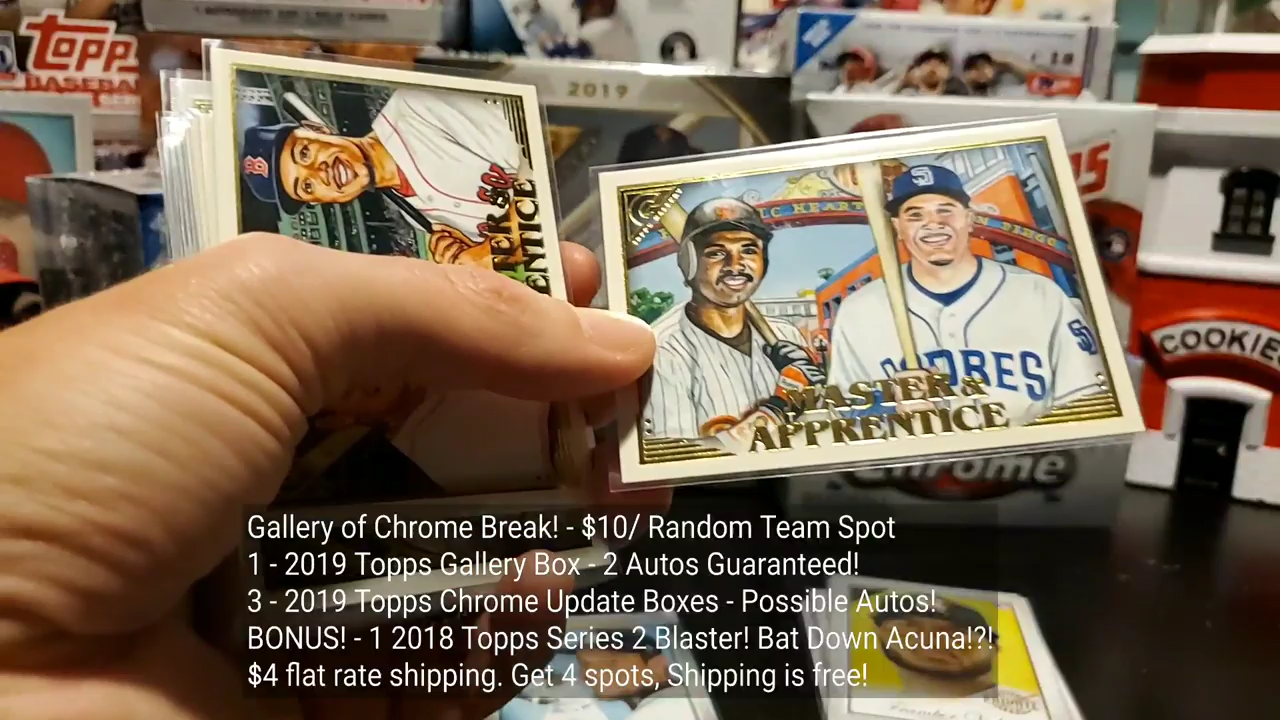 TOPPS
BASEBALL
2019
B
SD
PADRES
SD
MASTER &
APPRENTICE
COOKIE
Chrome
Gallery of Chrome Break! - $10/ Random Team Spot
1 - 2019 Topps Gallery Box - 2 Autos Guaranteed!
3 - 2019 Topps Chrome Update Boxes - Possible Autos!
BONUS! - 1 2018 Topps Series 2 Blaster! Bat Down Acuna!?!
$4 flat rate shipping. Get 4 spots, Shipping is free!